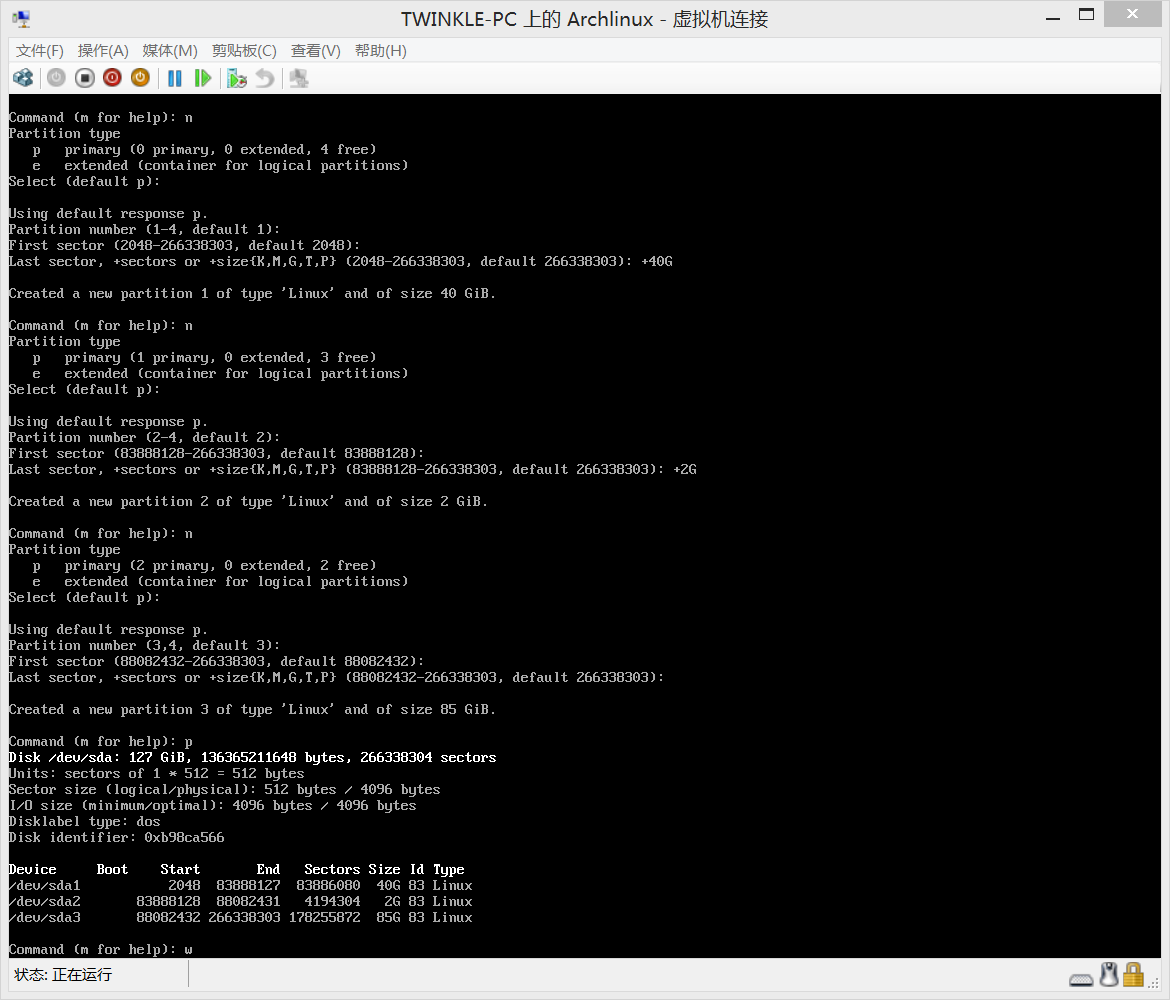 TWINKLE-PC 上的 Archlinux - 虚拟机连接
文件(F) 操作(A) 媒体(M) 剪贴板(C) 查看(V) 帮助(H)
Command (m for help): n
Partition type
   p   primary (0 primary, 0 extended, 4 free)
   e   extended (container for logical partitions)
Select (default p):
Using default response p.
Partition number (1-4, default 1):
First sector (2048-266338303, default 2048):
Last sector, +sectors or +size{K,M,G,T,P} (2048-266338303, default 266338303): +40G
Created a new partition 1 of type 'Linux' and of size 40 GiB.
Command (m for help): n
Partition type
   p   primary (1 primary, 0 extended, 3 free)
   e   extended (container for logical partitions)
Select (default p):
Using default response p.
Partition number (2-4, default 2):
First sector (83888128-266338303, default 83888128):
Last sector, +sectors or +size{K,M,G,T,P} (83888128-266338303, default 266338303): +2G
Created a new partition 2 of type 'Linux' and of size 2 GiB.
Command (m for help): n
Partition type
   p   primary (2 primary, 0 extended, 2 free)
   e   extended (container for logical partitions)
Select (default p):
Using default response p.
Partition number (3,4, default 3):
First sector (88082432-266338303, default 88082432):
Last sector, +sectors or +size{K,M,G,T,P} (88082432-266338303, default 266338303):
Created a new partition 3 of type 'Linux' and of size 85 GiB.
Command (m for help): p
Disk /dev/sda: 127 GiB, 136365211648 bytes, 266338304 sectors
Units: sectors of 1 * 512 = 512 bytes
Sector size (logical/physical): 512 bytes / 4096 bytes
I/O size (minimum/optimal): 4096 bytes / 4096 bytes
Disklabel type: dos
Disk identifier: 0xb98ca566
Device     Boot    Start       End   Sectors Size Id Type
/dev/sda1           2048  83888127  83886080  40G 83 Linux
/dev/sda2       83888128  88082431   4194304   2G 83 Linux
/dev/sda3       88082432 266338303 178255872  85G 83 Linux
Command (m for help): w
状态: 正在运行